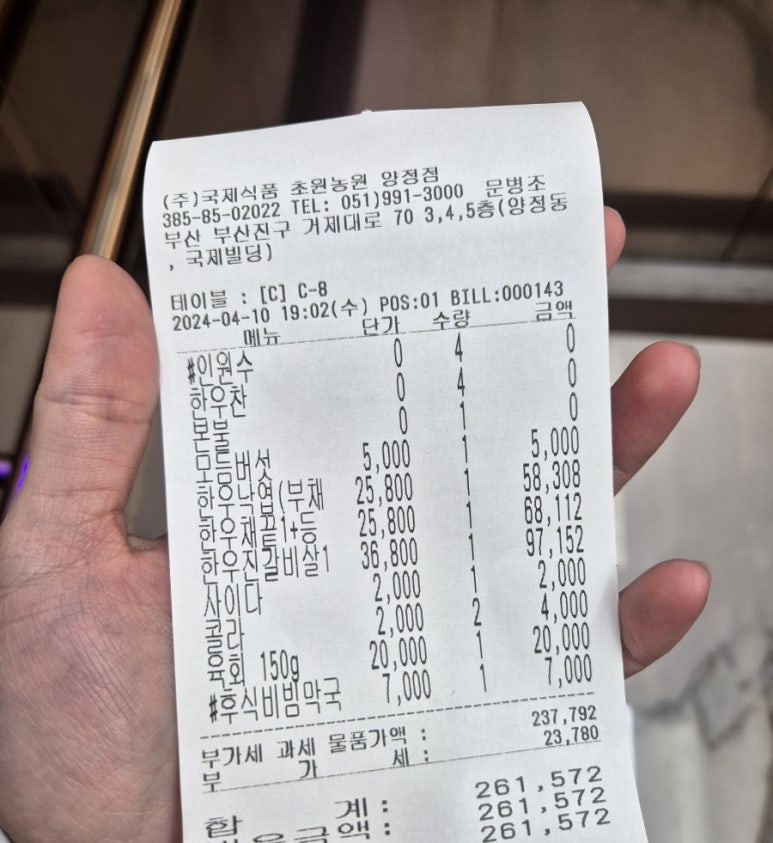 (주)국제식품 초원농원 양정점
385-85-02022 TEL: 051)991-3000 문병조
부산 부산진구 거제대로 70 3,4,5층(양정동
, 국제빌딩)
테이블 : [C] C-8
2024-04-10 19:02(수) POS:01 BILL:000143
메뉴 단가 수량 금액
#인원수 0 4 0
한우찬 0 4 0
본불 0 1 0
모듬버섯 5,000 1 5,000
한우낙엽(부채 25,800 1 58,308
한우채끝1+등 25,800 1 68,112
한우진갈비살1 36,800 1 97,152
사이다 2,000 1 2,000
콜라 2,000 2 4,000
육회 150g 20,000 1 20,000
#후식비빔막국 7,000 1 7,000
부가세 과세 물품가액 : 237,792
부 가 세 : 23,780
합 계 : 261,572
금액 : 261,572
261,572